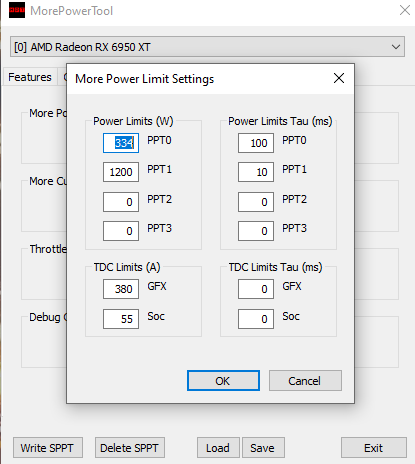 MorePowerTool
[0] AMD Radeon RX 6950 XT
Features
More Power Limit Settings
More Po
Power Limits (W)
334 PPT0
1200 PPT1
0 PPT2
0 PPT3
Power Limits Tau (ms)
100 PPT0
10 PPT1
0 PPT2
0 PPT3
More Cu
Throttle
TDC Limits (A)
380 GFX
55 Soc
TDC Limits Tau (ms)
0 GFX
0 Soc
Debug
OK Cancel
Write SPPT Delete SPPT Load Save Exit